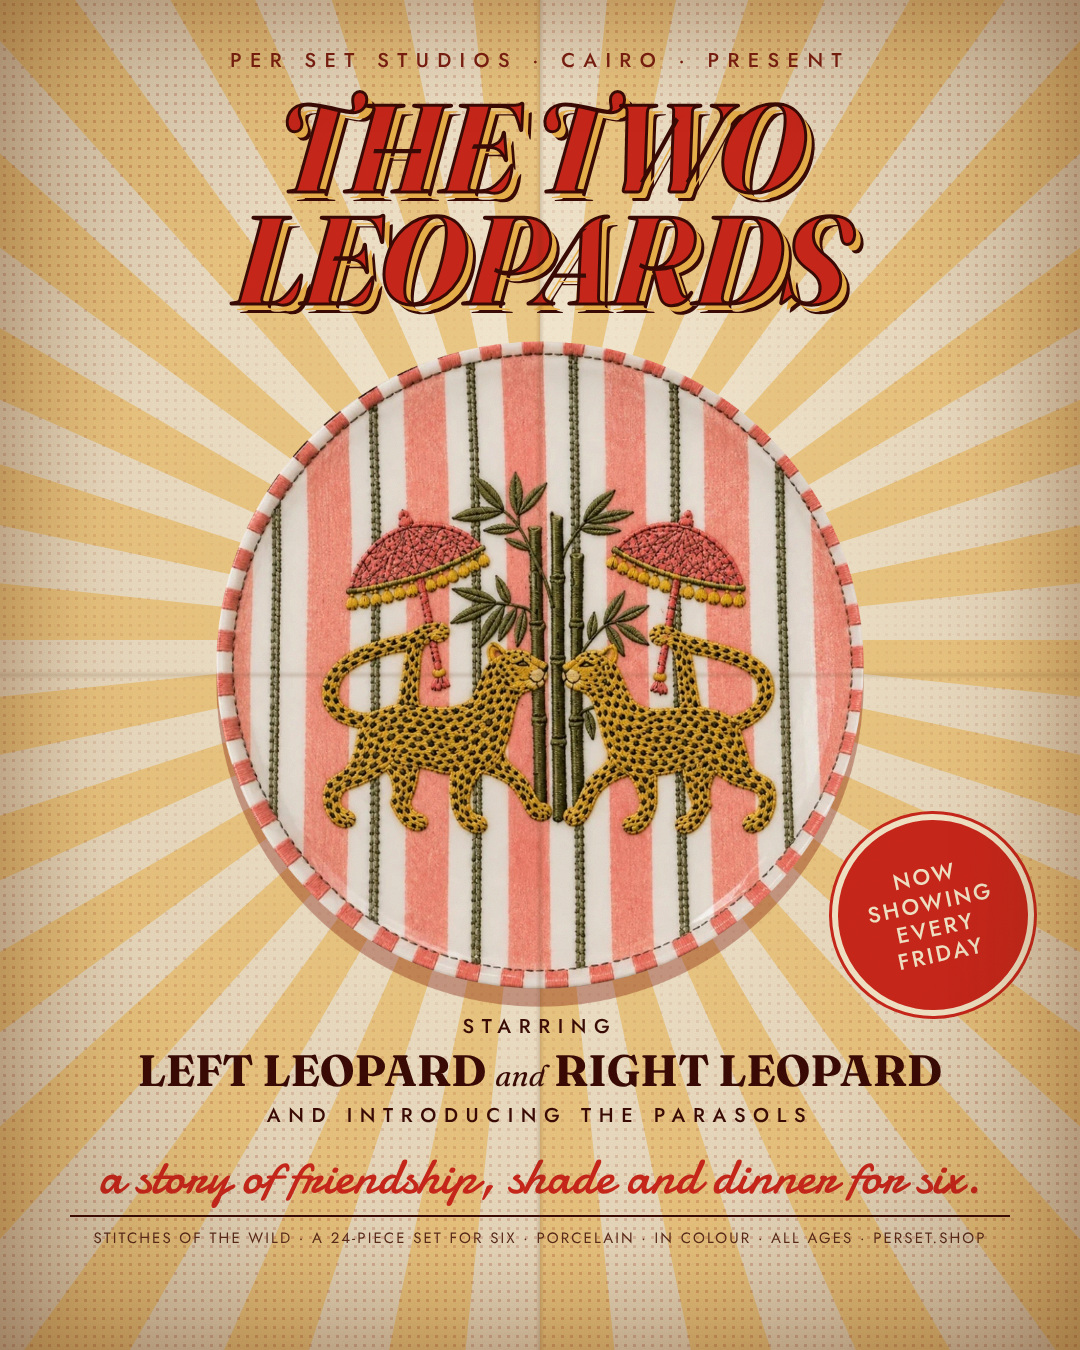 PER SET STUDIOS · CAIRO · PRESENT
THE TWO
LEOPARDS
NOW
SHOWING
EVERY
FRIDAY
STARRING
LEFT LEOPARD and RIGHT LEOPARD
AND INTRODUCING THE PARASOLS
a story of friendship, shade and dinner for six.
STITCHES OF THE WILD · A 24-PIECE SET FOR SIX · PORCELAIN · IN COLOUR · ALL AGES · PERSET.SHOP